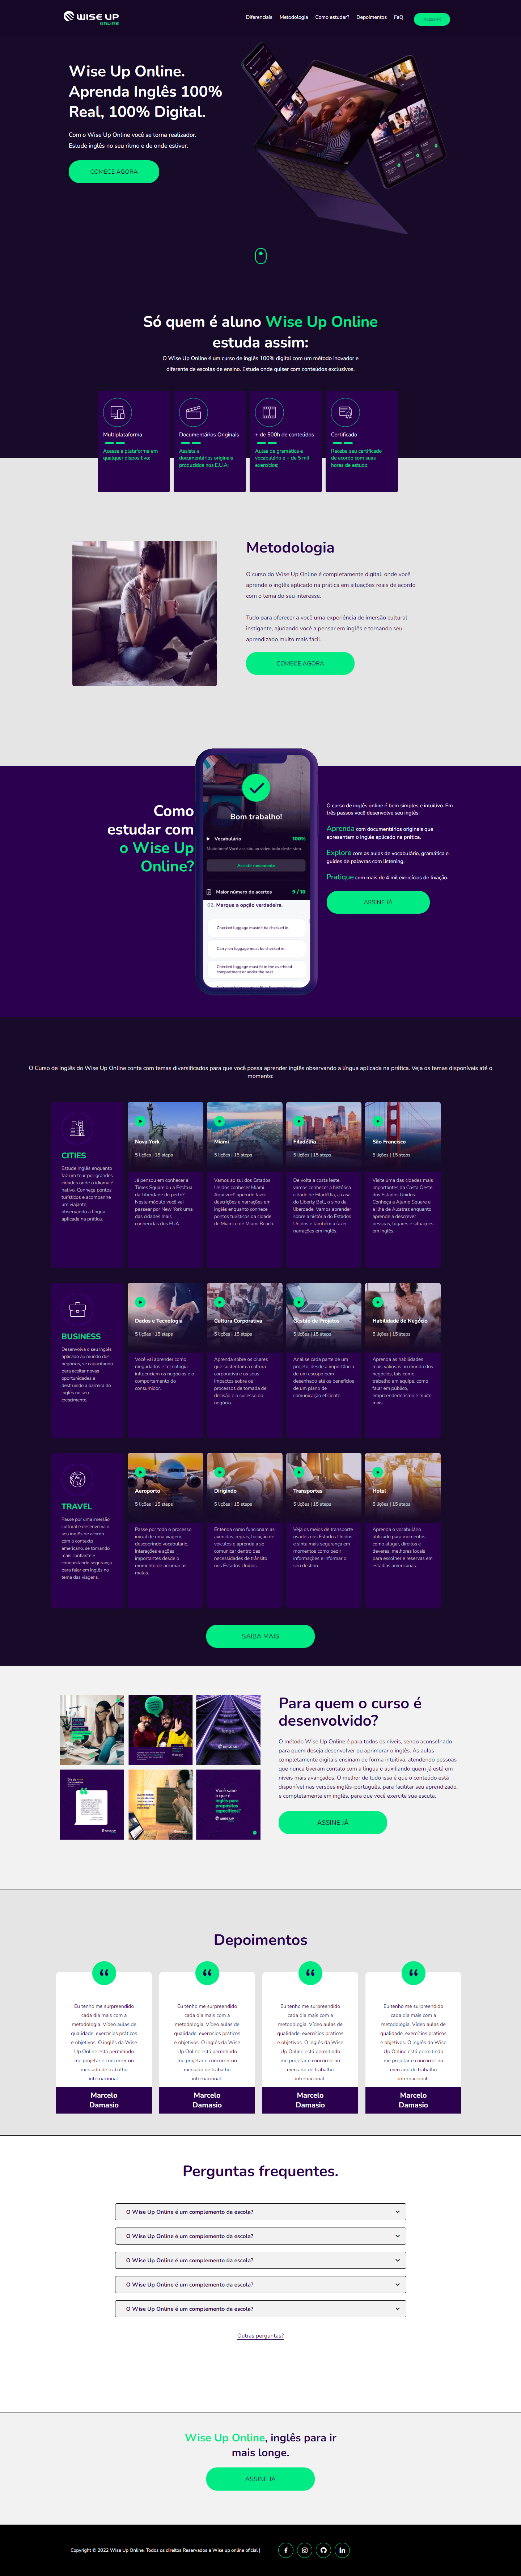 WISE UP
ONLINE
Diferenciais
Metodologia
Como estudar?
Depoimentos
FaQ
Wise Up Online.
Aprenda Inglês 100%
Real, 100% Digital.
Com o Wise Up Online você se torna realizador.
Estude inglês no seu ritmo e de onde estiver.
COMECE AGORA
Só quem é aluno Wise Up Online
estuda assim:
O Wise Up Online é um curso de inglês 100% digital com um método inovador e
diferente de escolas de ensino. Estude onde quiser com conteúdos exclusivos.
Multiplataforma
Acesse a plataforma em
qualquer dispositivo;
Documentários Originais
Assista a
documentários originais
produzidos nos E.U.A;
+ de 500h de conteúdos
Aulas de gramática e
vocabulário e + de 5 mil
exercícios;
Certificado
Receba seu certificado
de acordo com suas
horas de estudo;
Metodologia
O curso do Wise Up Online é completamente digital, onde você
aprende o inglês aplicado na prática em situações reais de acordo
com o tema do seu interesse.
Tudo para oferecer a você uma experiência de imersão cultural
instigante, ajudando você a pensar em inglês e tornando seu
aprendizado muito mais fácil.
COMECE AGORA
Como
estudar com
o Wise Up
Online?
Bom trabalho!
Vocabulário 100%
Muito bem! Você assistiu ao vídeo todo deste step.
Assistir novamente
Maior número de acertos 9 / 10
02. Marque a opção verdadeira.
Checked luggage musdn't be checked in.
Carry-on luggage must be checked in.
Checked luggage must fit in the overhead
compartment or under the seat.
O curso de inglês online é bem simples e intuitivo. Em
três passos você desenvolve seu inglês:
Aprenda com documentários originais que
apresentam o inglês aplicado na prática.
Explore com as aulas de vocabulário, gramática e
guides de palavras com listening.
Pratique com mais de 4 mil exercícios de fixação.
ASSINE JÁ
O Curso de Inglês do Wise Up Online conta com temas diversificados para que você possa aprender inglês observando a língua aplicada na prática. Veja os temas disponíveis até o
momento:
CITIES
Estude inglês enquanto
faz um tour por grandes
cidades onde o idioma é
nativo. Conheça pontos
turísticos e acompanhe
um viajante,
observando a língua
aplicada na prática.
Nova York
5 lições | 15 steps
Já pensou em conhecer a
Times Square ou a Estátua
da Liberdade de perto?
Neste módulo você vai
passear por New York uma
das cidades mais
conhecidas dos EUA.
Miami
5 lições | 15 steps
Vamos ao sul dos Estados
Unidos conhecer Miami.
Aqui você aprende fazer
descrições e narrações em
inglês enquanto conhece
pontos turísticos da cidade
de Miami e de Miami Beach.
Filadélfia
5 lições | 15 steps
De volta a costa leste,
vamos conhecer a histórica
cidade de Filadélfia, a casa
do Liberty Bell, o sino da
liberdade. Vamos aprender
sobre a história do Estados
Unidos e também a fazer
narrações em inglês.
São Francisco
5 lições | 15 steps
Visite uma das cidades mais
importantes da Costa Oeste
dos Estados Unidos.
Conheça a Alamo Square e
a Ilha de Alcatraz enquanto
aprende a descrever
pessoas, lugares e situações
em inglês.
BUSINESS
Desenvolva o seu inglês
aplicado ao mundo dos
negócios, se capacitando
para aceitar novas
oportunidades e
destruindo a barreira do
inglês no seu
crescimento.
Dados e Tecnologia
5 lições | 15 steps
Você vai aprender como
megadados e tecnologia
influenciam os negócios e o
comportamento do
consumidor.
Cultura Corporativa
5 lições | 15 steps
Aprenda sobre os pilares
que sustentam a cultura
corporativa e os seus
impactos sobre os
processos de tomada de
decisão e o sucesso do
negócio.
Gestão de Projetos
5 lições | 15 steps
Analise cada parte de um
projeto, desde a importância
de um escopo bem
desenhado até os benefícios
de um plano de
comunicação eficiente.
Habilidade de Negócio
5 lições | 15 steps
Aprenda as habilidades
mais valiosas no mundo dos
negócios, tais como
trabalho em equipe, como
falar em público,
empreendedorismo e muito
mais.
TRAVEL
Passe por uma imersão
cultural e desenvolva o
seu inglês de acordo
com o contexto
americano, se tornando
mais confiante e
conquistando segurança
para falar em inglês no
tema das viagens.
Aeroporto
5 lições | 15 steps
Passe por todo o processo
inicial de uma viagem,
descobrindo vocabulário,
interações e ações
importantes desde o
momento de arrumar as
malas.
Dirigindo
5 lições | 15 steps
Entenda como funcionam as
avenidas, regras, locação de
veículos e aprenda a se
comunicar dentro das
necesidades de trânsito
nos Estados Unidos.
Transportes
5 lições | 15 steps
Veja os meios de transporte
usados nos Estados Unidos
e sinta mais segurança em
momentos como pedir
informações e informar o
seu destino.
Hotel
5 lições | 15 steps
Aprenda o vocabulário
utilizado para momentos
como alugar, direitos e
deveres, melhores locais
para escolher e reservas em
estadias americanas.
SAIBA MAIS
longe.
WISE UP
Você sabe
o que é
inglês para
propósitos
específicos?
WISE UP
Para quem o curso é
desenvolvido?
O método Wise Up Online é para todos as níveis, sendo aconselhado
para quem deseja desenvolver ou aprimorar o inglês. As aulas
completamente digitais ensinam de forma intuitiva, atendendo pessoas
que nunca tiveram contato com a língua e auxiliando quem já está em
níveis mais avançados. O melhor de tudo isso é que o conteúdo está
disponível nas versões inglês-português, para facilitar seu aprendizado,
e completamente em inglês, para que você exercite sua escuta.
ASSINE JÁ
Depoimentos
Eu tenho me surpreendido
cada dia mais com a
metodologia. Vídeo aulas de
qualidade, exercícios práticos
e objetivos. O inglês da Wise
Up Online está permitindo
me projetar e concorrer no
mercado de trabalho
internacional.
Marcelo
Damasio
Eu tenho me surpreendido
cada dia mais com a
metodologia. Vídeo aulas de
qualidade, exercícios práticos
e objetivos. O inglês da Wise
Up Online está permitindo
me projetar e concorrer no
mercado de trabalho
internacional.
Marcelo
Damasio
Eu tenho me surpreendido
cada dia mais com a
metodologia. Vídeo aulas de
qualidade, exercícios práticos
e objetivos. O inglês da Wise
Up Online está permitindo
me projetar e concorrer no
mercado de trabalho
internacional.
Marcelo
Damasio
Eu tenho me surpreendido
cada dia mais com a
metodologia. Vídeo aulas de
qualidade, exercícios práticos
e objetivos. O inglês da Wise
Up Online está permitindo
me projetar e concorrer no
mercado de trabalho
internacional.
Marcelo
Damasio
Perguntas frequentes.
O Wise Up Online é um complemento da escola?
O Wise Up Online é um complemento da escola?
O Wise Up Online é um complemento da escola?
O Wise Up Online é um complemento da escola?
O Wise Up Online é um complemento da escola?
Outras perguntas?
Wise Up Online, inglês para ir
mais longe.
ASSINE JÁ
Copyright © 2022 Wise Up Online. Todos os direitos Reservados a Wise up online oficial |